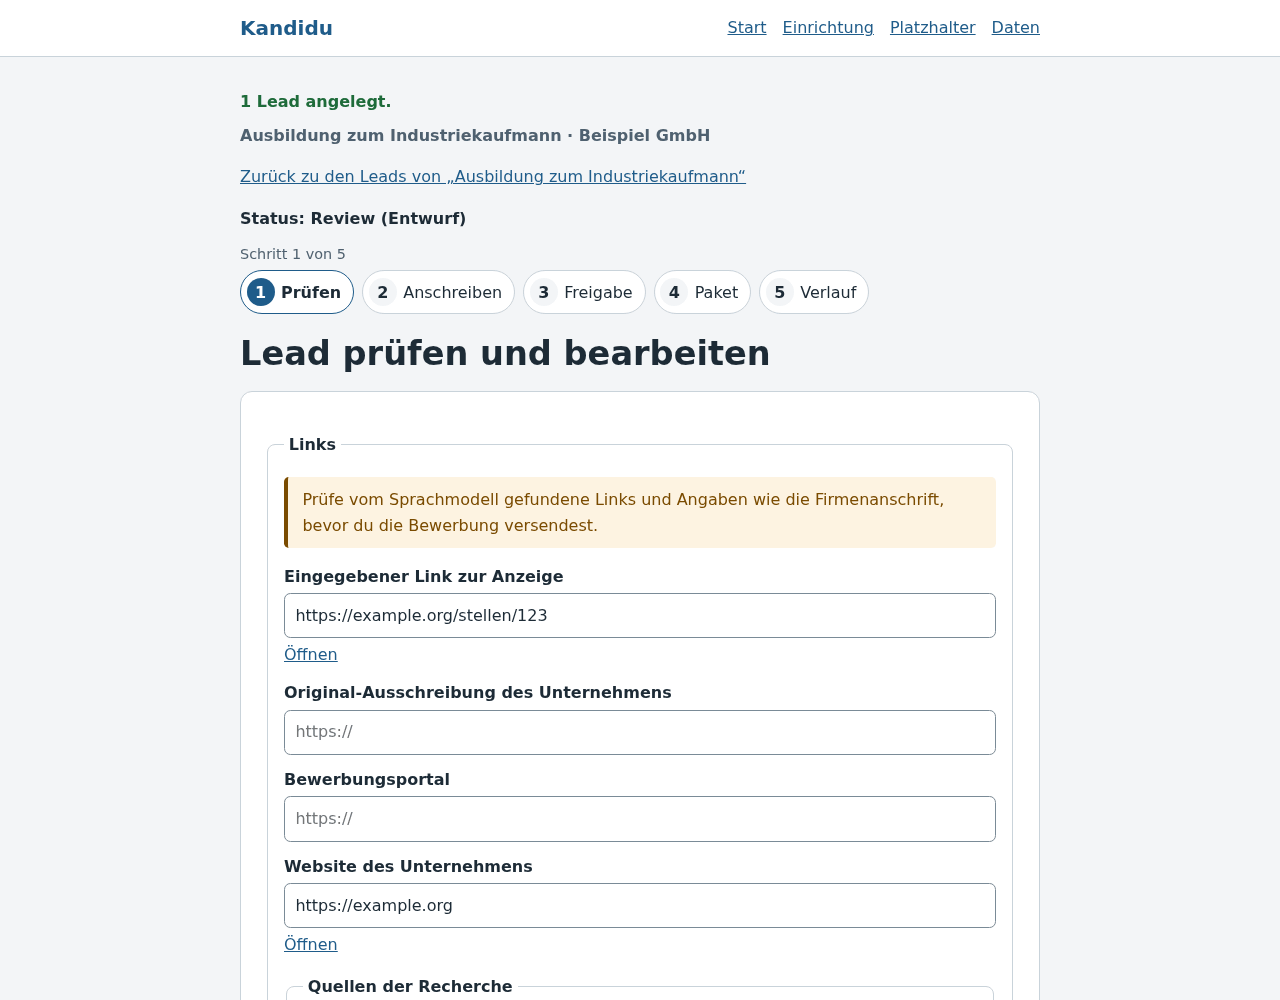 Kandidu
Start Einrichtung Platzhalter Daten
1 Lead angelegt.
Ausbildung zum Industriekaufmann · Beispiel GmbH
Zurück zu den Leads von „Ausbildung zum Industriekaufmann“
Status: Review (Entwurf)
Schritt 1 von 5
1 Prüfen 2 Anschreiben 3 Freigabe 4 Paket 5 Verlauf
Lead prüfen und bearbeiten
Links
Prüfe vom Sprachmodell gefundene Links und Angaben wie die Firmenanschrift,
bevor du die Bewerbung versendest.
Eingegebener Link zur Anzeige
https://example.org/stellen/123
Öffnen
Original-Ausschreibung des Unternehmens
https://
Bewerbungsportal
https://
Website des Unternehmens
https://example.org
Öffnen
Quellen der Recherche